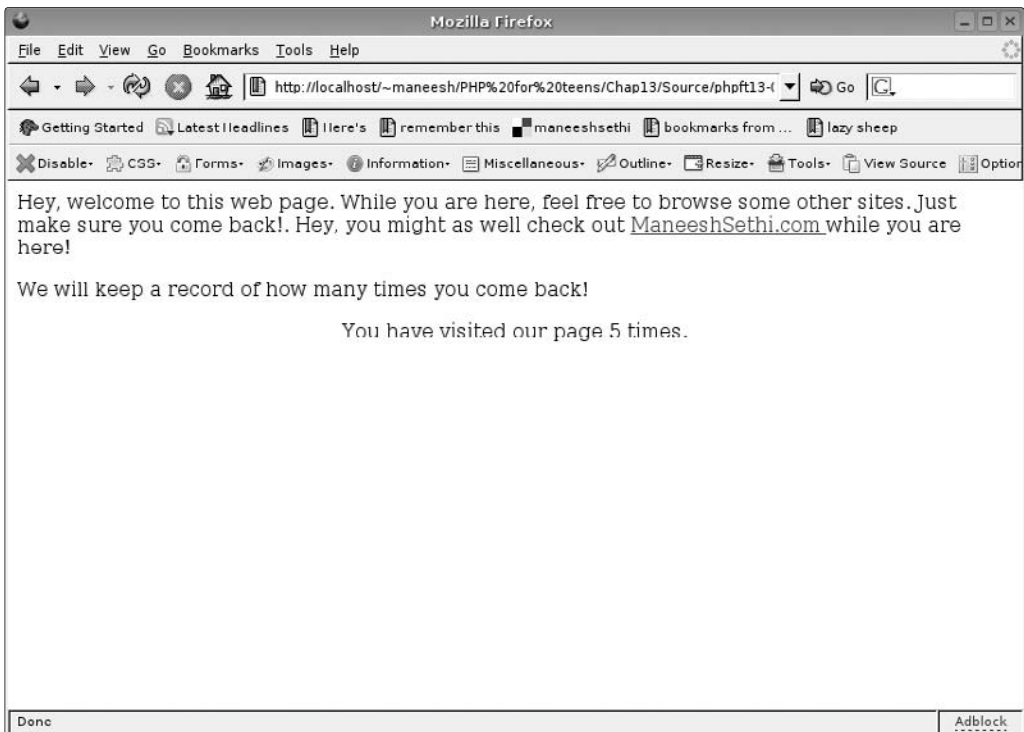 Mozilla Firefox
File Edit View Go Bookmarks Tools Help
http://localhost/~maneesh/PHP%20for%20teens/Chap13/Source/phpft13-( Go G
Getting Started Latest Headlines Here's remember this maneeshsethi bookmarks from ... lazy sheep
Disable CSS Forms Images Information Miscellaneous Outline Resize Tools View Source Option
Hey, welcome to this web page. While you are here, feel free to browse some other sites. Just
make sure you come back!. Hey, you might as well check out ManeeshSethi.com while you are
here!
We will keep a record of how many times you come back!
You have visited our page 5 times.
Done Adblock